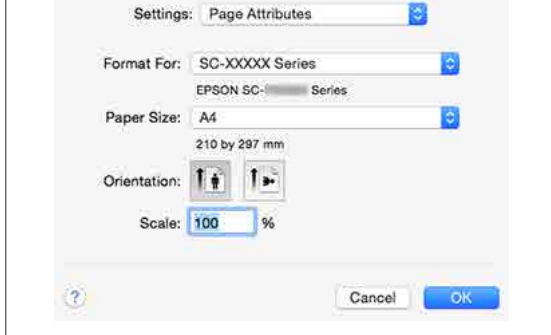 Settings: Page Attributes
Format For: SC-XXXXX Series
EPSON SC- Series
Paper Size: A4
210 by 297 mm
Orientation:
Scale: 100 %
? Cancel OK